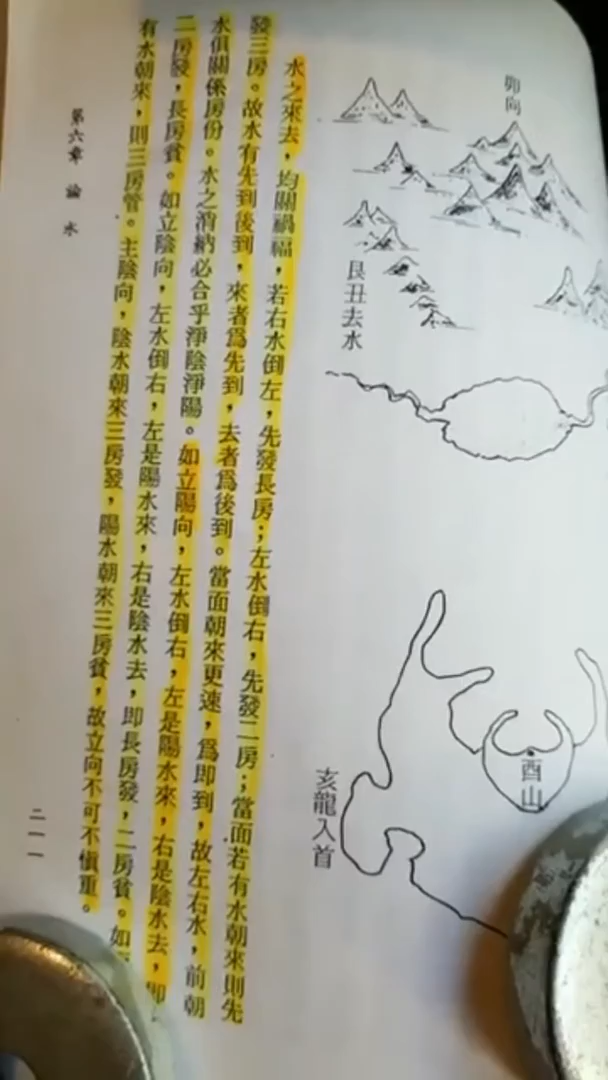 卯向
艮丑去水
酉山
亥龍入首
水之來去，均關禍福，若右水倒左，先發長房；左水倒右，先發二房；當面若有水朝來則先
發三房。故水有先到後到，來者爲先到，去者爲後到。當面朝來更速，爲即到，故左右水，前朝
水俱關係房份。水之消納必合乎淨陰淨陽。如立陽向，左水倒右，左是陽水來，右是陰水去，即
二房發，長房貧。如立陰向，左水倒右，左是陽水來，右是陰水去，即長房發，二房貧。如
有水朝來，則三房管。主陰向，陰水朝來三房發，陽水朝來三房貧，故立向不可不慎重。
第六章 論水
二一一